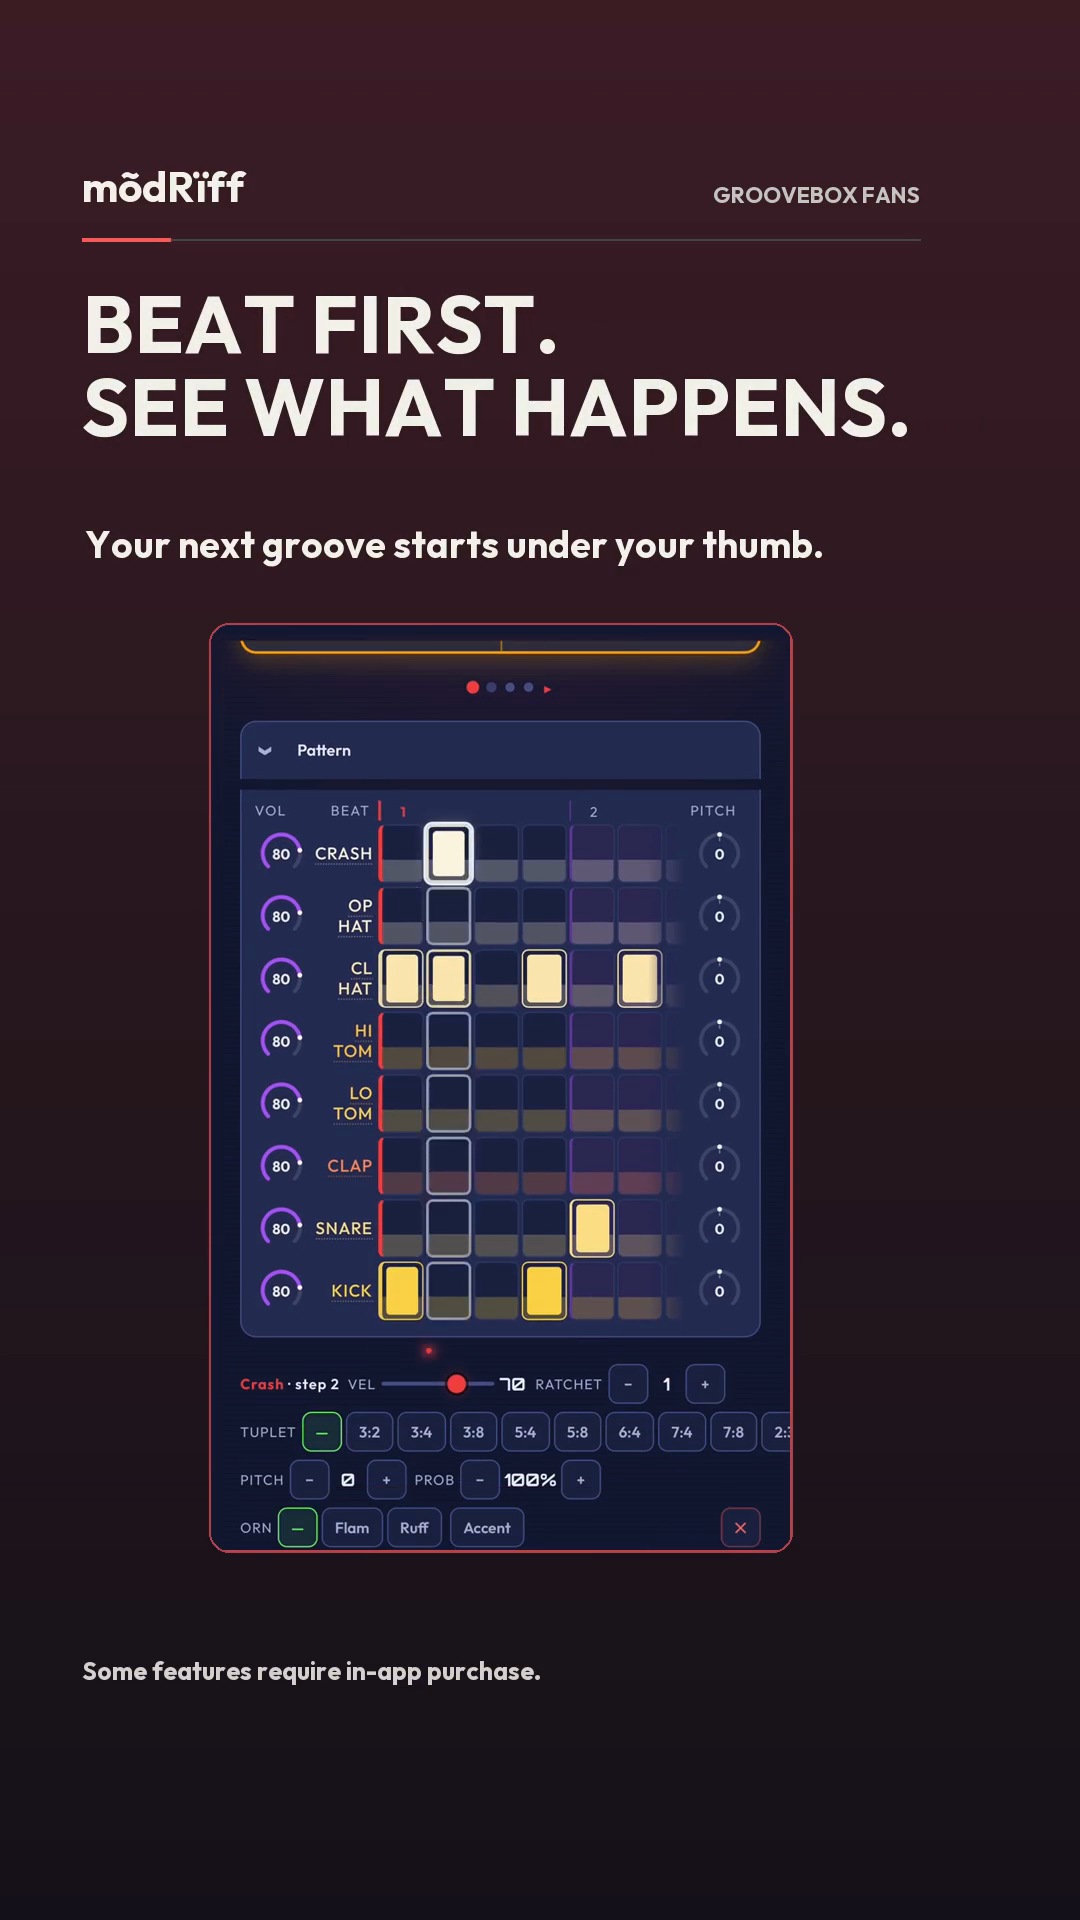 mõdRïff
GROOVEBOX FANS
BEAT FIRST.
SEE WHAT HAPPENS.
Your next groove starts under your thumb.
Pattern
VOL BEAT 1 2 PITCH
80 CRASH 0
80 OP HAT 0
80 CL HAT 0
80 HI TOM 0
80 LO TOM 0
80 CLAP 0
80 SNARE 0
80 KICK 0
Crash · step 2 VEL 70 RATCHET − 1 +
TUPLET — 3:2 3:4 3:8 5:4 5:8 6:4 7:4 7:8
PITCH − 0 + PROB − 100% +
ORN — Flam Ruff Accent ×
Some features require in-app purchase.